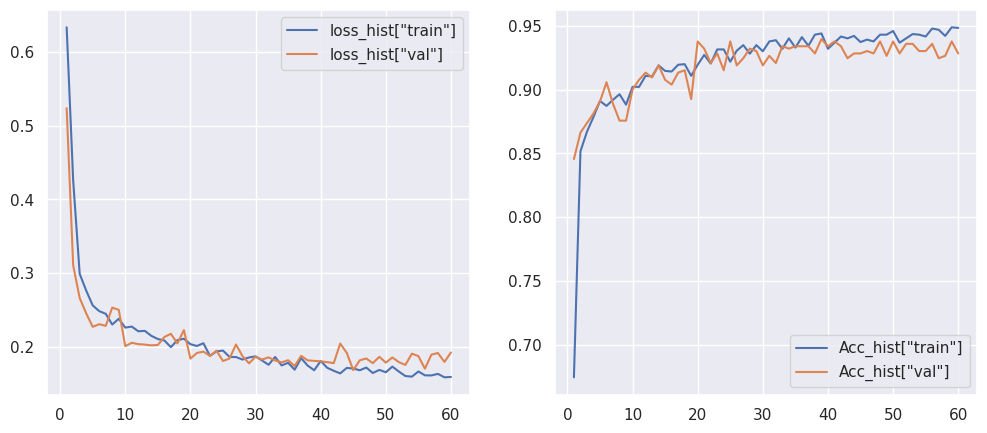 loss_hist["train"]
loss_hist["val"]
0.6
0.5
0.4
0.3
0.2
0 10 20 30 40 50 60
0.95
0.90
0.85
0.80
0.75
0.70
Acc_hist["train"]
Acc_hist["val"]
0 10 20 30 40 50 60